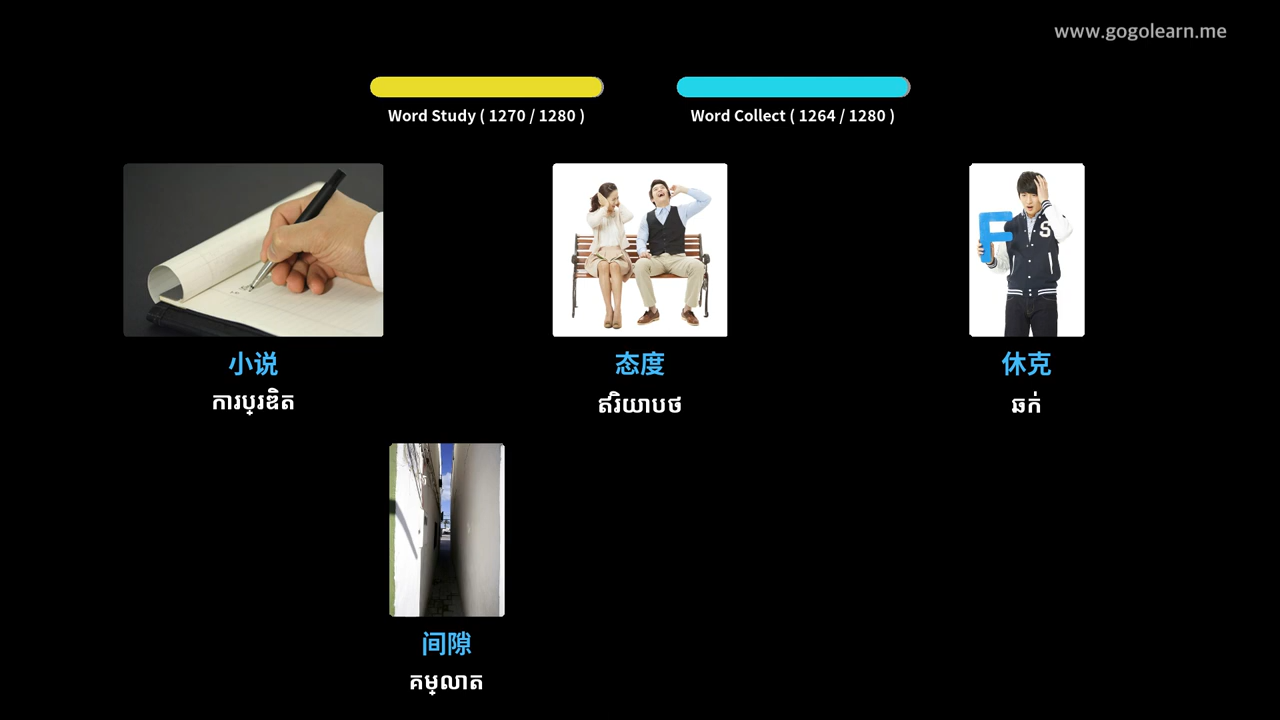 www.gogolearn.me
Word Study ( 1270 / 1280 )
Word Collect ( 1264 / 1280 )
小说
态度
休克
ការប្រឌិត
ឥរិយាបថ
ឆក់
F
S
间隙
គម្លាត